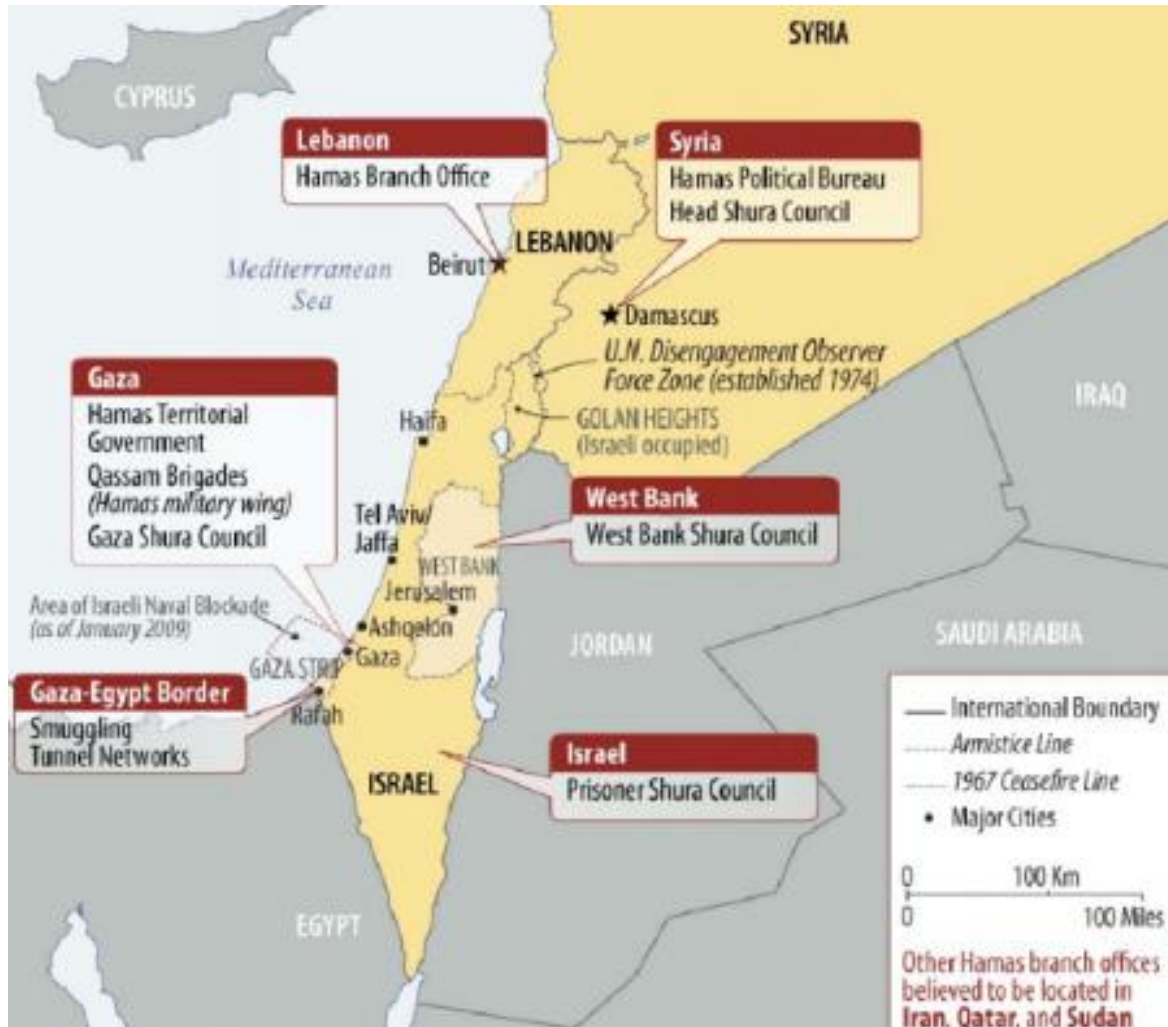 SYRIA
CYPRUS
Lebanon
Hamas Branch Office
Syria
Hamas Political Bureau
Head Shura Council
LEBANON
Beirut
Mediterranean
Sea
Damascus
U.N. Disengagement Observer
Force Zone (established 1974)
GOLAN HEIGHTS
(Israeli occupied)
IRAQ
Gaza
Hamas Territorial
Government
Qassam Brigades
(Hamas military wing)
Gaza Shura Council
Haifa
West Bank
West Bank Shura Council
Tel Aviv/
Jaffa
WEST BANK
Jerusalem
Area of Israeli Naval Blockade
(as of January 2009)
Ashqelon
Gaza
GAZA STRIP
JORDAN
SAUDI ARABIA
Gaza-Egypt Border
Smuggling
Tunnel Networks
Rafah
Israel
Prisoner Shura Council
ISRAEL
EGYPT
International Boundary
Armistice Line
1967 Ceasefire Line
Major Cities
0 100 Km
0 100 Miles
Other Hamas branch offices
believed to be located in
Iran, Qatar, and Sudan